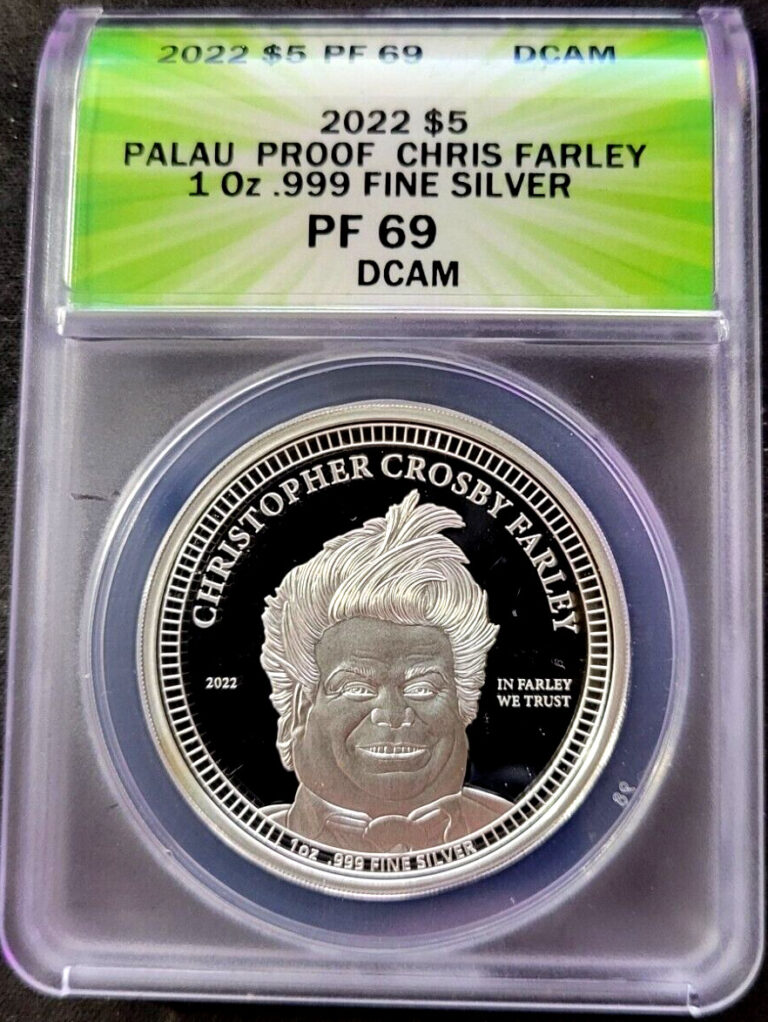 2022 $5 PF 69 DCAM
2022 $5
PALAU PROOF CHRIS FARLEY
1 Oz .999 FINE SILVER
PF 69
DCAM
CHRISTOPHER CROSBY FARLEY
2022
IN FARLEY
WE TRUST
1oz .999 FINE SILVER